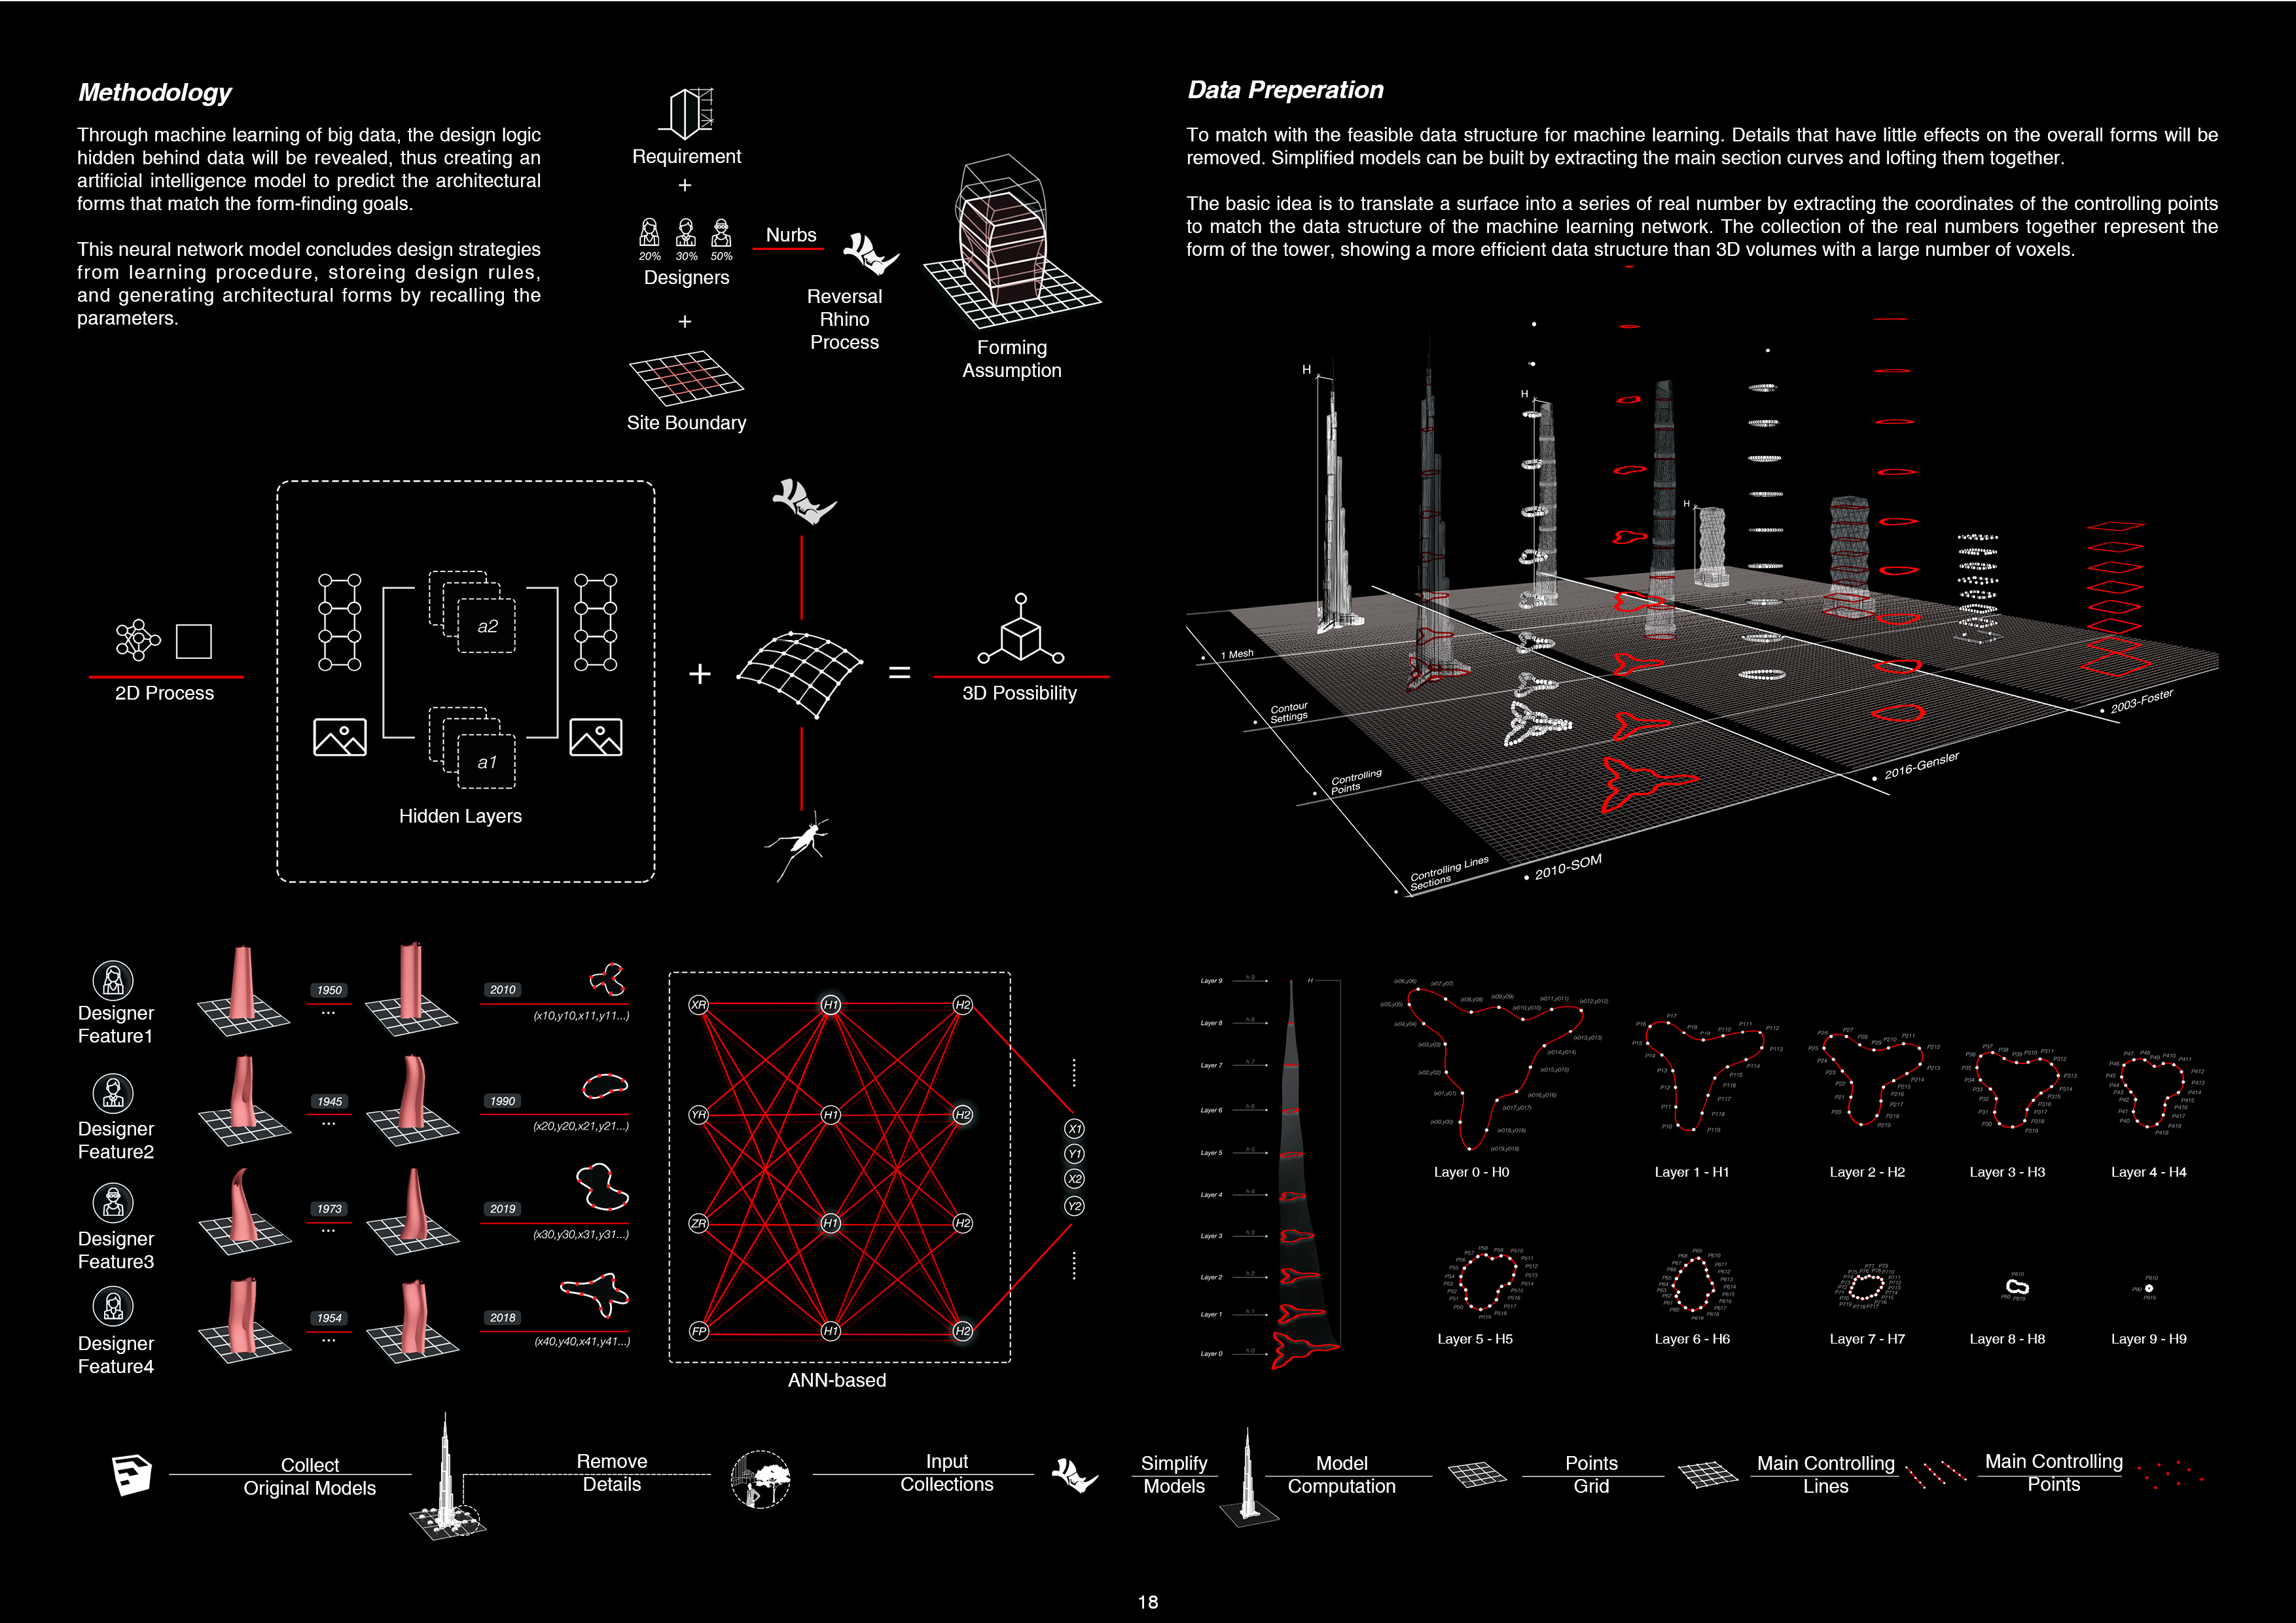 Methodology
Through machine learning of big data, the design logic
hidden behind data will be revealed, thus creating an
artificial intelligence model to predict the architectural
forms that match the form-finding goals.
This neural network model concludes design strategies
from learning procedure, storeing design rules,
and generating architectural forms by recalling the
parameters.
Requirement
+
20% 30% 50%
Designers
+
Site Boundary
Nurbs
Reversal
Rhino
Process
Forming
Assumption
2D Process
a2
a1
Hidden Layers
+
=
3D Possibility
Designer
Feature1
1950
...
2010
(x10,y10,x11,y11...)
Designer
Feature2
1945
...
1990
(x20,y20,x21,y21...)
Designer
Feature3
1973
...
2019
(x30,y30,x31,y31...)
Designer
Feature4
1954
...
2018
(x40,y40,x41,y41...)
XR H1 H2
YR H1 H2
ZR H1 H2
FP H1 H2
X1
Y1
X2
Y2
ANN-based
Data Preperation
To match with the feasible data structure for machine learning. Details that have little effects on the overall forms will be
removed. Simplified models can be built by extracting the main section curves and lofting them together.
The basic idea is to translate a surface into a series of real number by extracting the coordinates of the controlling points
to match the data structure of the machine learning network. The collection of the real numbers together represent the
form of the tower, showing a more efficient data structure than 3D volumes with a large number of voxels.
H
H
H
1 Mesh
Contour
Settings
Controlling
Points
Controlling Lines
Sections
2010-SOM
2016-Gensler
2003-Foster
Layer 9 h 9 H
Layer 8 h 8
Layer 7 h 7
Layer 6 h 6
Layer 5 h 5
Layer 4 h 4
Layer 3 h 3
Layer 2 h 2
Layer 1 h 1
Layer 0 h 0
Layer 0 - H0
Layer 1 - H1
Layer 2 - H2
Layer 3 - H3
Layer 4 - H4
Layer 5 - H5
Layer 6 - H6
Layer 7 - H7
Layer 8 - H8
Layer 9 - H9
Collect
Original Models
Remove
Details
Input
Collections
Simplify
Models
Model
Computation
Points
Grid
Main Controlling
Lines
Main Controlling
Points
18